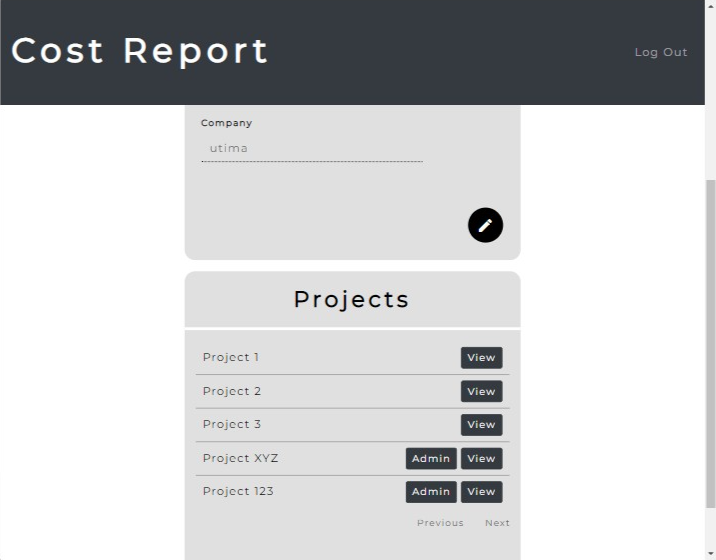 Cost Report
Log Out
Company
utima
Projects
Project 1 View
Project 2 View
Project 3 View
Project XYZ Admin View
Project 123 Admin View
Previous Next